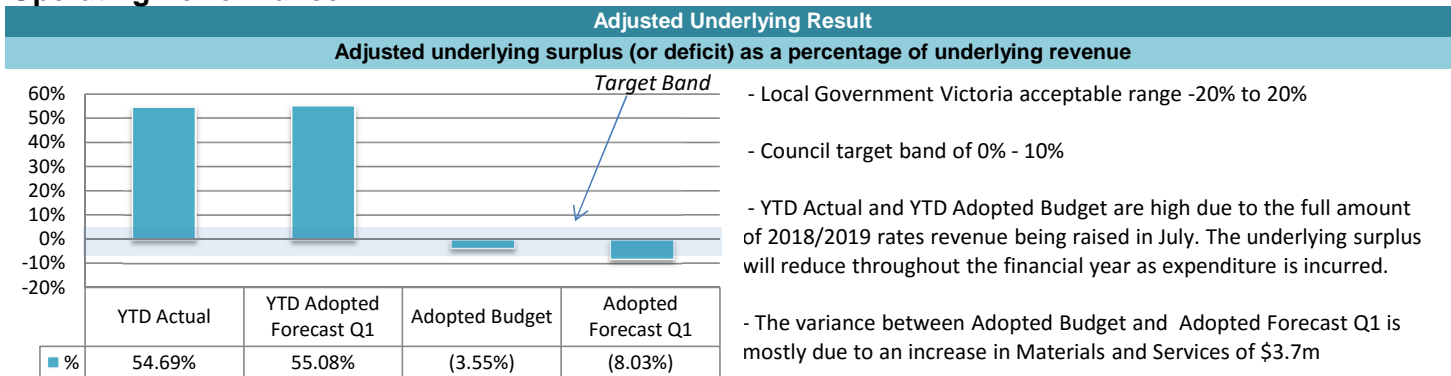 Adjusted Underlying Result
Adjusted underlying surplus (or deficit) as a percentage of underlying revenue
Target Band
60%
50%
40%
30%
20%
10%
0%
-10%
-20%
YTD Actual
YTD Adopted
Forecast Q1
Adopted Budget
Adopted
Forecast Q1
% 54.69% 55.08% (3.55%) (8.03%)
- Local Government Victoria acceptable range -20% to 20%
- Council target band of 0% - 10%
- YTD Actual and YTD Adopted Budget are high due to the full amount
of 2018/2019 rates revenue being raised in July. The underlying surplus
will reduce throughout the financial year as expenditure is incurred.
- The variance between Adopted Budget and Adopted Forecast Q1 is
mostly due to an increase in Materials and Services of $3.7m